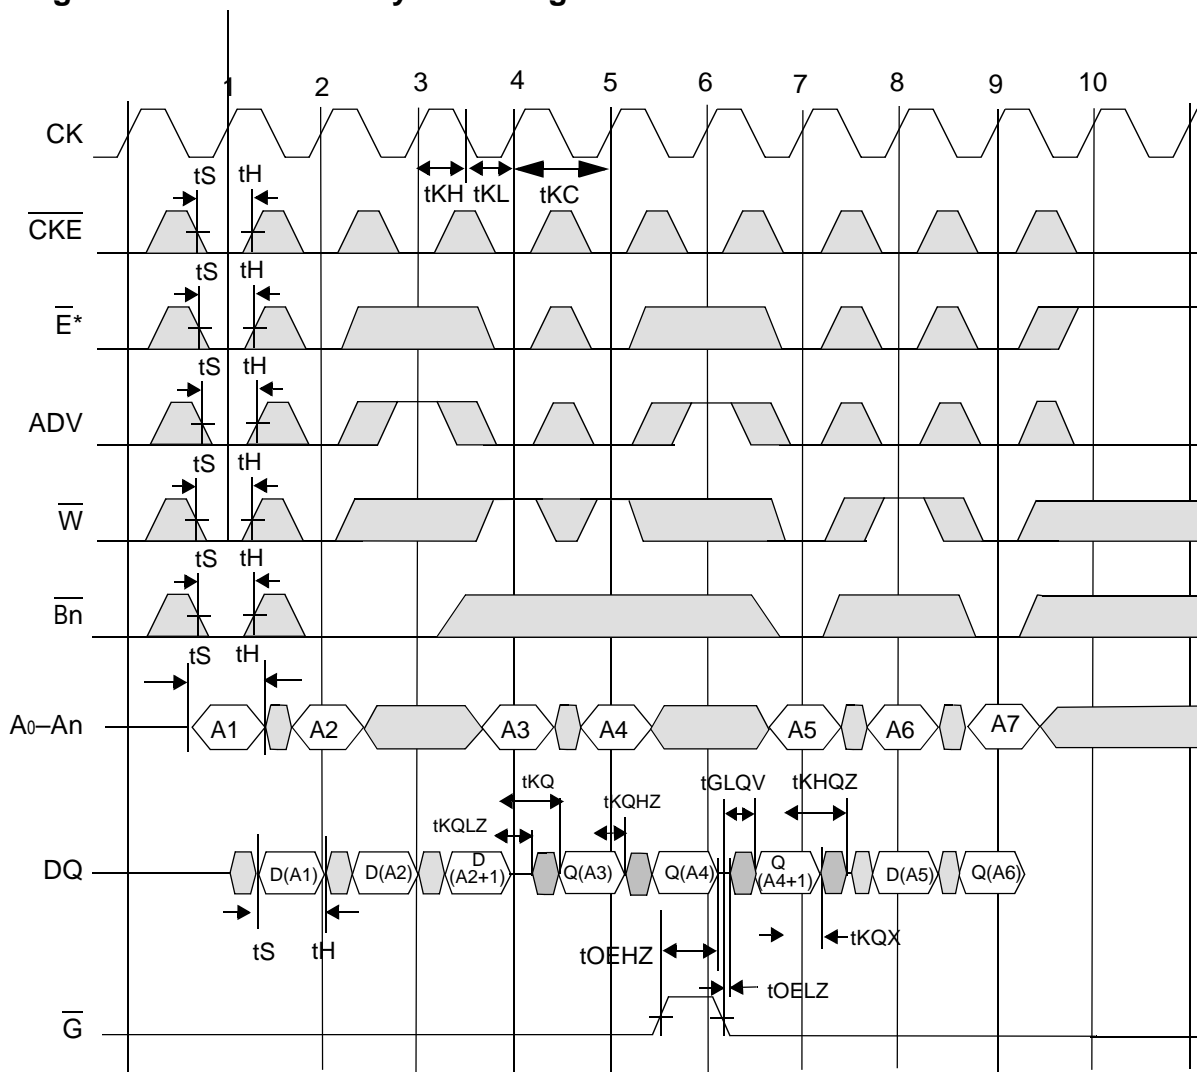 1 2 3 4 5 6 7 8 9 10
CK
tS tH tKH tKL tKC
CKE
tS tH
E*
tS tH
ADV
tS tH
W
tS tH
Bn
tS tH
A0–An A1 A2 A3 A4 A5 A6 A7
tKQ tGLQV tKHQZ
tKQLZ tKQHZ
DQ D(A1) D(A2) D (A2+1) Q(A3) Q(A4) Q (A4+1) D(A5) Q(A6)
tS tH tOEHZ tKQX
tOELZ
G